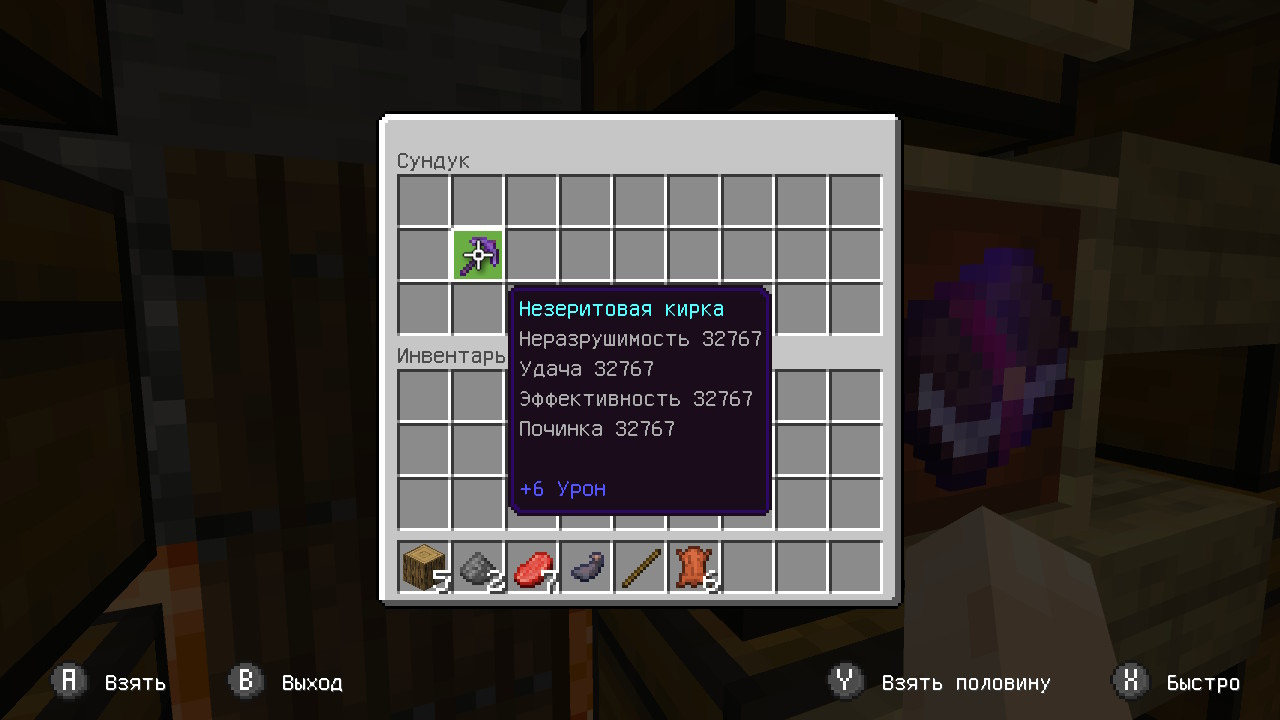 Сундук
Незеритовая кирка
Неразрушимость 32767
Инвентарь
Удача 32767
Эффективность 32767
Починка 32767
+6 Урон
5 2 7 6
A Взять B Выход Y Взять половину X Быстро